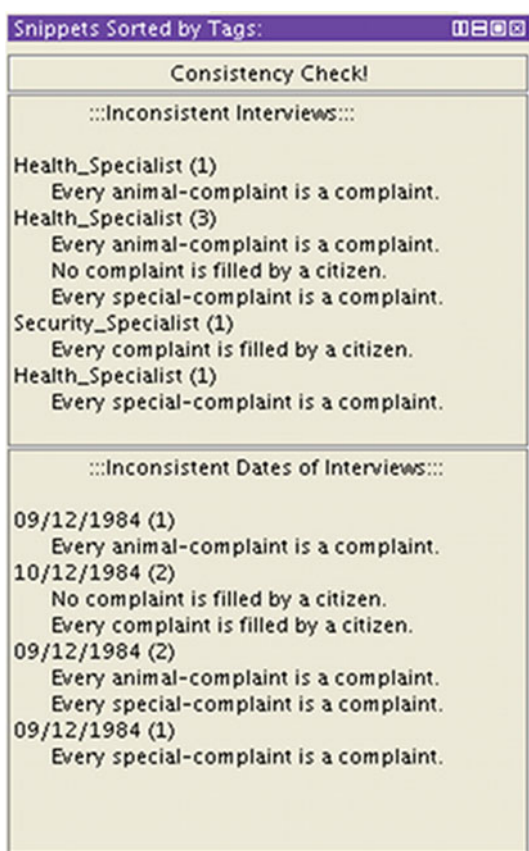 Snippets Sorted by Tags:
Consistency Check!
:::Inconsistent Interviews:::
Health_Specialist (1)
Every animal-complaint is a complaint.
Health_Specialist (3)
Every animal-complaint is a complaint.
No complaint is filled by a citizen.
Every special-complaint is a complaint.
Security_Specialist (1)
Every complaint is filled by a citizen.
Health_Specialist (1)
Every special-complaint is a complaint.
:::Inconsistent Dates of Interviews:::
09/12/1984 (1)
Every animal-complaint is a complaint.
10/12/1984 (2)
No complaint is filled by a citizen.
Every complaint is filled by a citizen.
09/12/1984 (2)
Every animal-complaint is a complaint.
Every special-complaint is a complaint.
09/12/1984 (1)
Every special-complaint is a complaint.